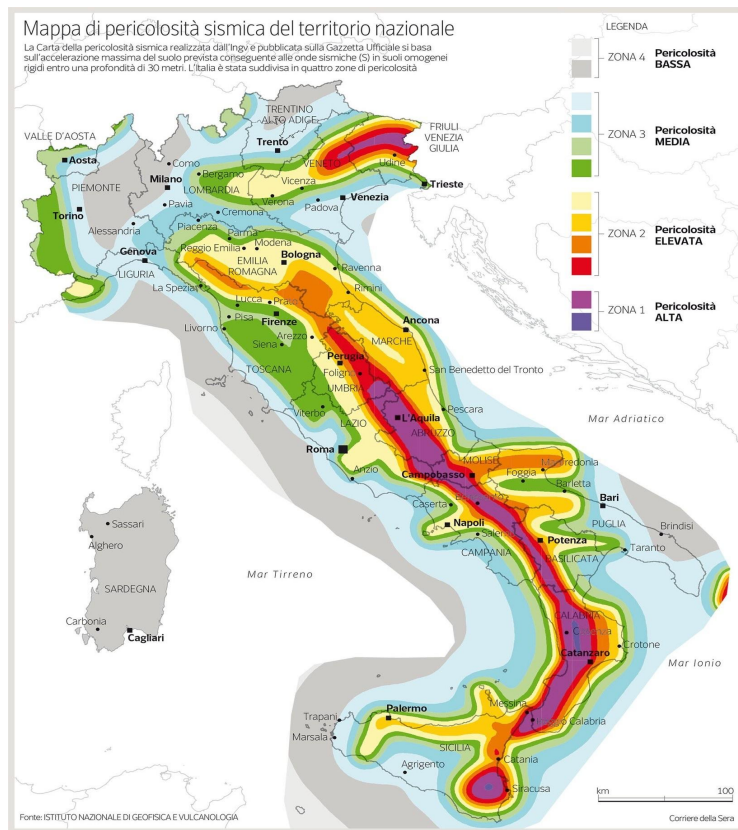 Mappa di pericolosità sismica del territorio nazionale
La Carta della pericolosità sismica realizzata dall'Ingv e pubblicata sulla Gazzetta Ufficiale si basa
sull'accelerazione massima del suolo prevista conseguente alle onde sismiche (S) in suoli omogenei
rigidi entro una profondità di 30 metri. L'Italia è stata suddivisa in quattro zone di pericolosità
LEGENDA
ZONA 4
Pericolosità
BASSA
ZONA 3
Pericolosità
MEDIA
ZONA 2
Pericolosità
ELEVATA
ZONA 1
Pericolosità
ALTA
TRENTINO
ALTO ADIGE
FRIULI
VENEZIA
GIULIA
VALLE D'AOSTA
Trento
Aosta
Como
VENETO
Udine
Bergamo
Milano
PIEMONTE
LOMBARDIA
Vicenza
Trieste
Verona
Venezia
Torino
Pavia
Padova
Cremona
Alessandria
Piacenza
Parma
Modena
Reggio Emilia
Genova
EMILIA
ROMAGNA
Bologna
Ravenna
LIGURIA
La Spezia
Rimini
Lucca
Prato
Pisa
Firenze
Ancona
Livorno
Arezzo
MARCHE
Siena
Perugia
TOSCANA
Foligno
San Benedetto del Tronto
UMBRIA
Viterbo
Pescara
LAZIO
L'Aquila
Mar Adriatico
ABRUZZO
Roma
MOLISE
Manfredonia
Anzio
Campobasso
Foggia
Barletta
Caserta
Bari
Napoli
PUGLIA
Brindisi
Salerno
Potenza
Taranto
CAMPANIA
BASILICATA
Sassari
Alghero
Mar Tirreno
SARDEGNA
CALABRIA
Cosenza
Carbonia
Cagliari
Crotone
Catanzaro
Mar Ionio
Messina
Palermo
Trapani
Reggio Calabria
Marsala
SICILIA
Catania
Agrigento
Siracusa
km
100
Fonte: ISTITUTO NAZIONALE DI GEOFISICA E VULCANOLOGIA
Corriere della Sera